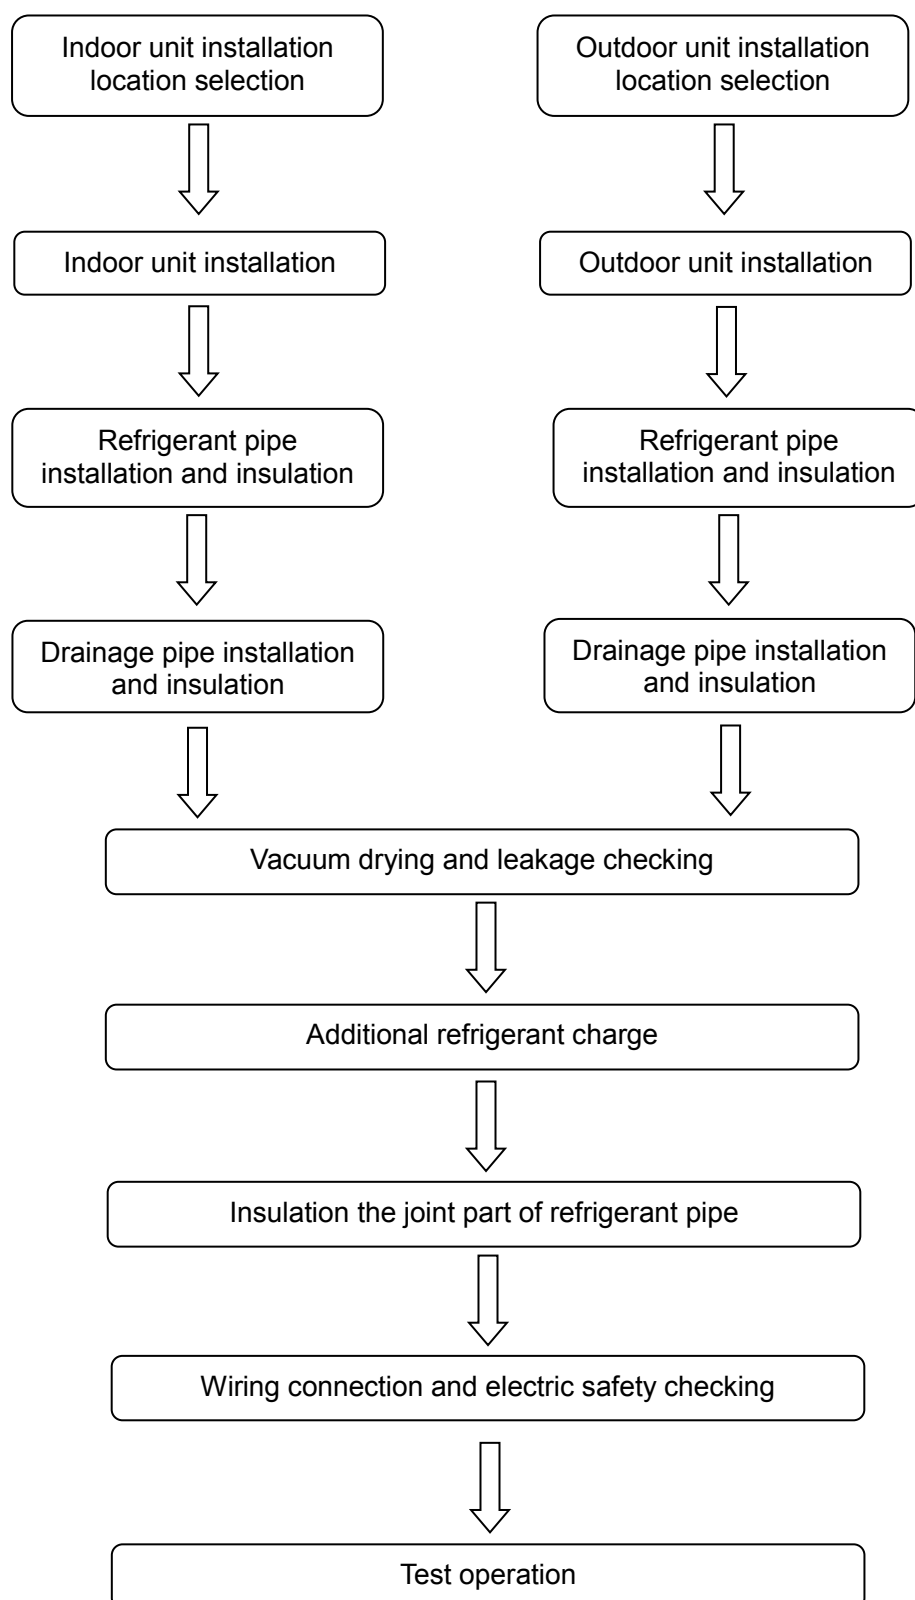 Indoor unit installation
location selection
Outdoor unit installation
location selection
Indoor unit installation
Outdoor unit installation
Refrigerant pipe
installation and insulation
Refrigerant pipe
installation and insulation
Drainage pipe installation
and insulation
Drainage pipe installation
and insulation
Vacuum drying and leakage checking
Additional refrigerant charge
Insulation the joint part of refrigerant pipe
Wiring connection and electric safety checking
Test operation